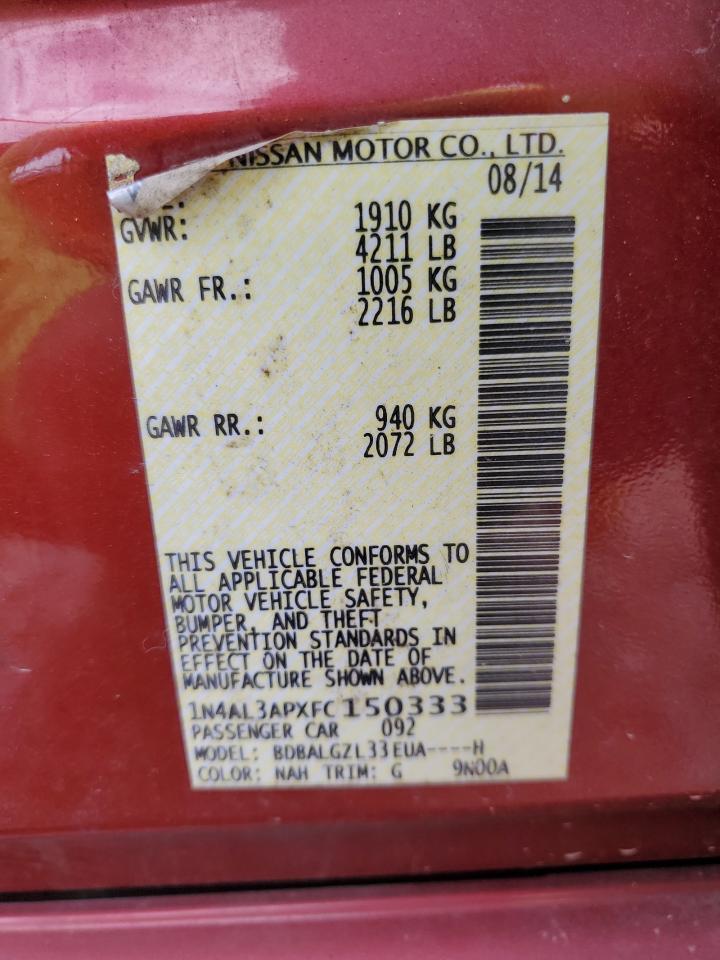 NISSAN MOTOR CO., LTD.
08/14
GVWR: 1910 KG
4211 LB
GAWR FR.: 1005 KG
2216 LB
GAWR RR.: 940 KG
2072 LB
THIS VEHICLE CONFORMS TO
ALL APPLICABLE FEDERAL
MOTOR VEHICLE SAFETY,
BUMPER, AND THEFT
PREVENTION STANDARDS IN
EFFECT ON THE DATE OF
MANUFACTURE SHOWN ABOVE.
1N4AL3APXFC150333
PASSENGER CAR 092
MODEL: BDBALGZL33EUA----H
COLOR: NAH TRIM: G 9N00A